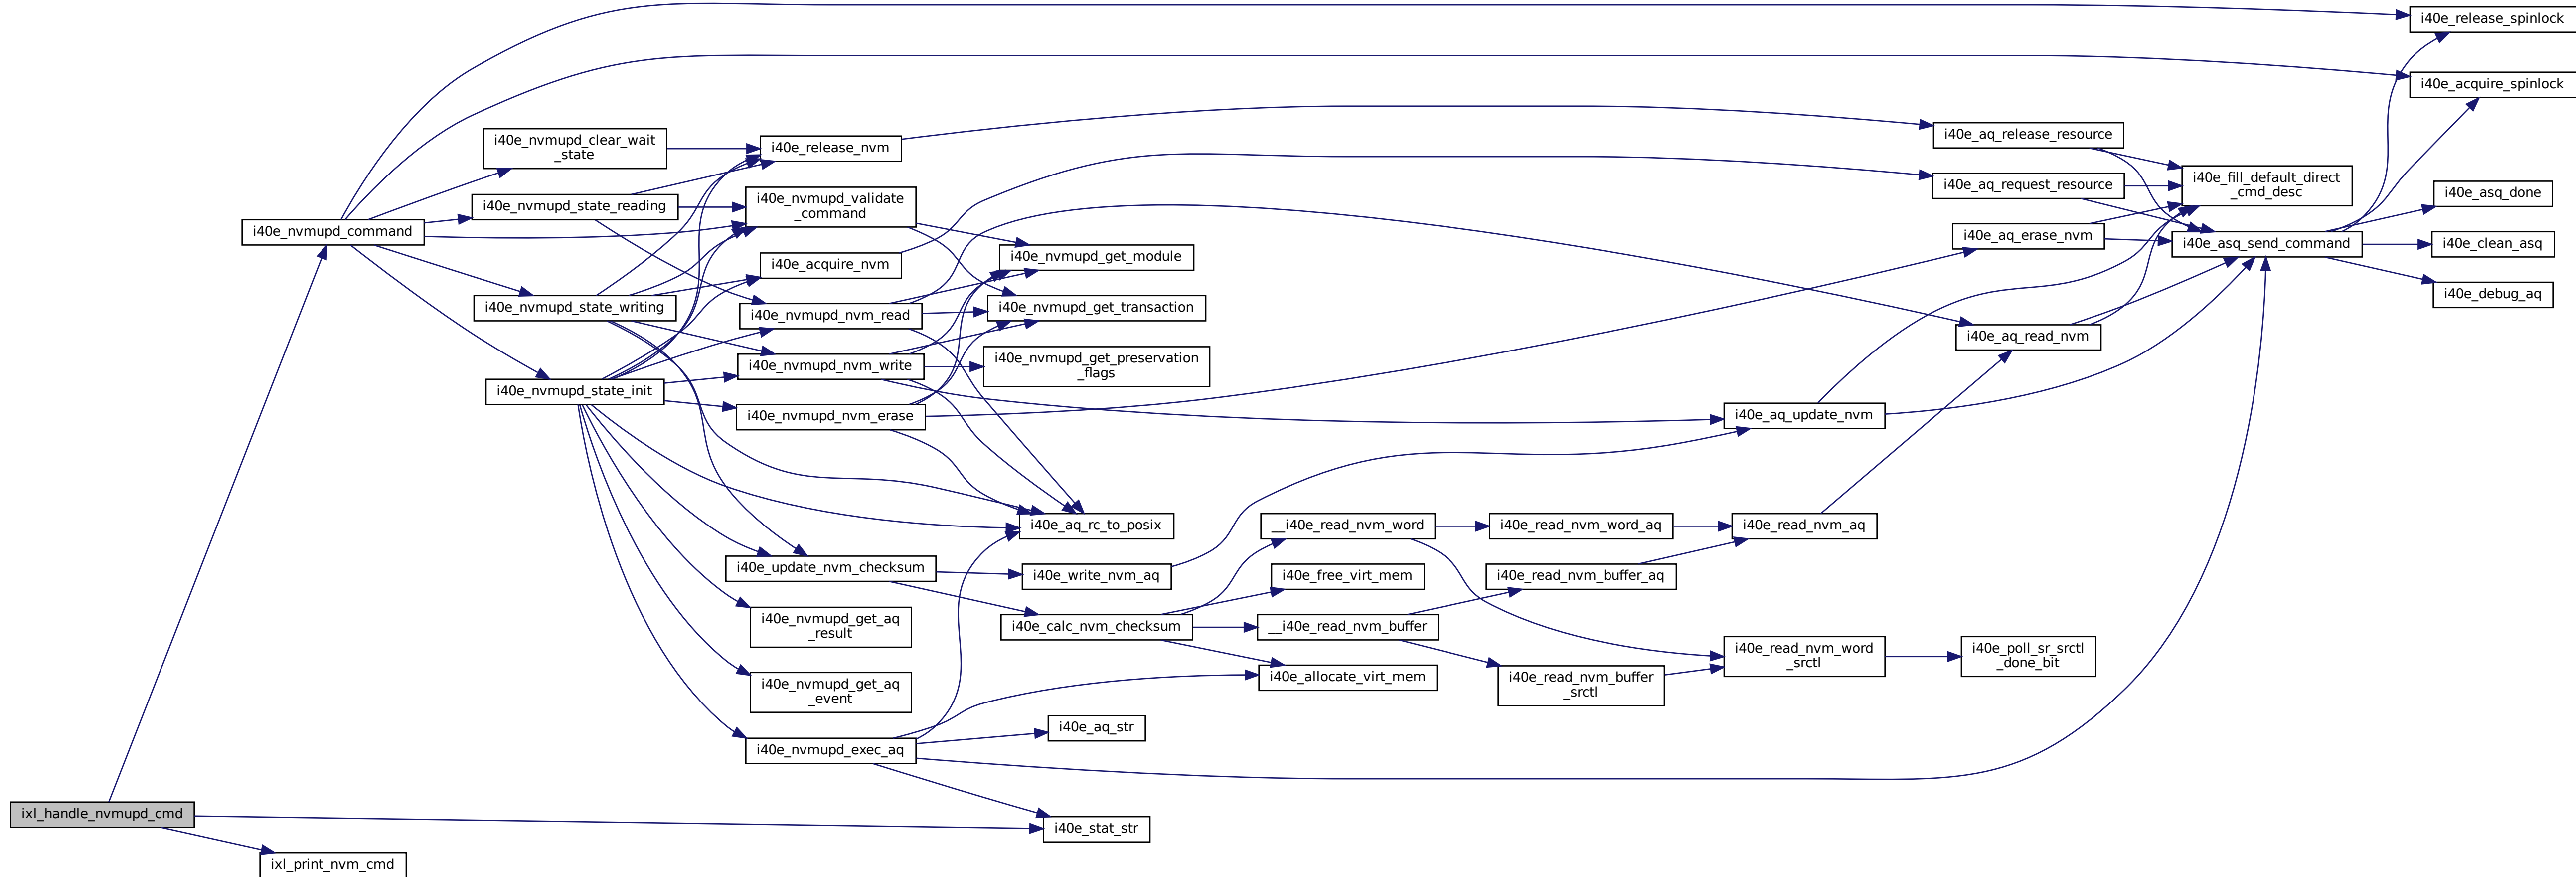 i40e_release_spinlock
i40e_acquire_spinlock
i40e_aq_release_resource
i40e_nvmupd_clear_wait
_state
i40e_release_nvm
i40e_aq_request_resource
i40e_fill_default_direct
_cmd_desc
i40e_asq_done
i40e_nvmupd_state_reading
i40e_nvmupd_validate
_command
i40e_nvmupd_command
i40e_aq_erase_nvm
i40e_asq_send_command
i40e_clean_asq
i40e_nvmupd_get_module
i40e_acquire_nvm
i40e_debug_aq
i40e_nvmupd_state_writing
i40e_nvmupd_nvm_read
i40e_nvmupd_get_transaction
i40e_aq_read_nvm
i40e_nvmupd_nvm_write
i40e_nvmupd_get_preservation
_flags
i40e_nvmupd_state_init
i40e_nvmupd_nvm_erase
i40e_aq_update_nvm
i40e_aq_rc_to_posix
__i40e_read_nvm_word
i40e_read_nvm_word_aq
i40e_read_nvm_aq
i40e_update_nvm_checksum
i40e_write_nvm_aq
i40e_free_virt_mem
i40e_read_nvm_buffer_aq
i40e_nvmupd_get_aq
_result
i40e_calc_nvm_checksum
__i40e_read_nvm_buffer
i40e_read_nvm_word
_srctl
i40e_poll_sr_srctl
_done_bit
i40e_nvmupd_get_aq
_event
i40e_allocate_virt_mem
i40e_read_nvm_buffer
_srctl
i40e_aq_str
i40e_nvmupd_exec_aq
ixl_handle_nvmupd_cmd
i40e_stat_str
ixl_print_nvm_cmd